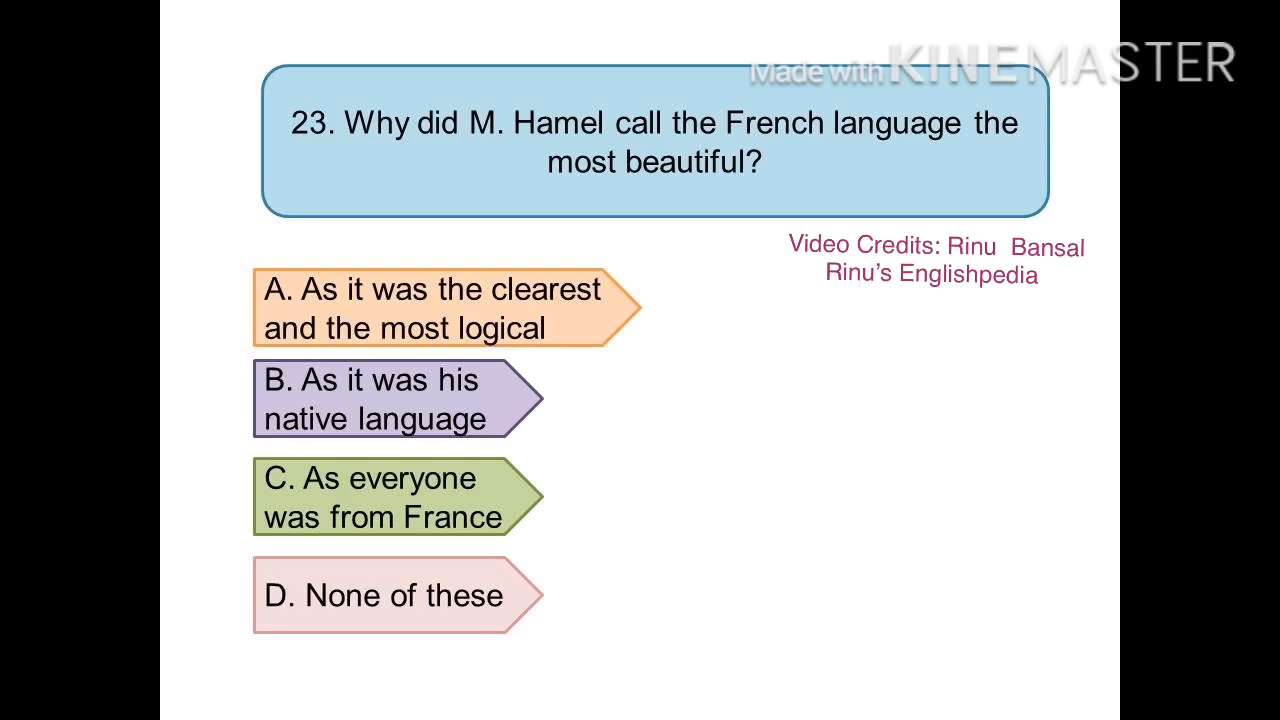 Made with KINEMASTER
23. Why did M. Hamel call the French language the
most beautiful?
Video Credits: Rinu Bansal
Rinu’s Englishpedia
A. As it was the clearest
and the most logical
B. As it was his
native language
C. As everyone
was from France
D. None of these